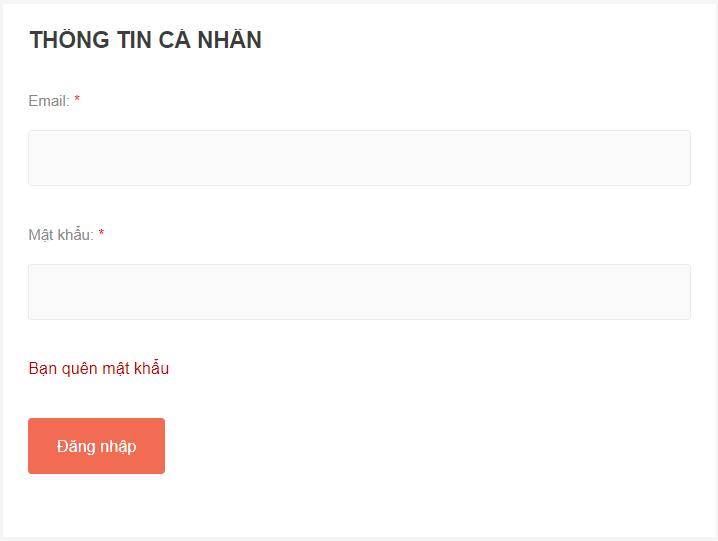 THÔNG TIN CÁ NHÂN
Email: *
Mật khẩu: *
Bạn quên mật khẩu
Đăng nhập